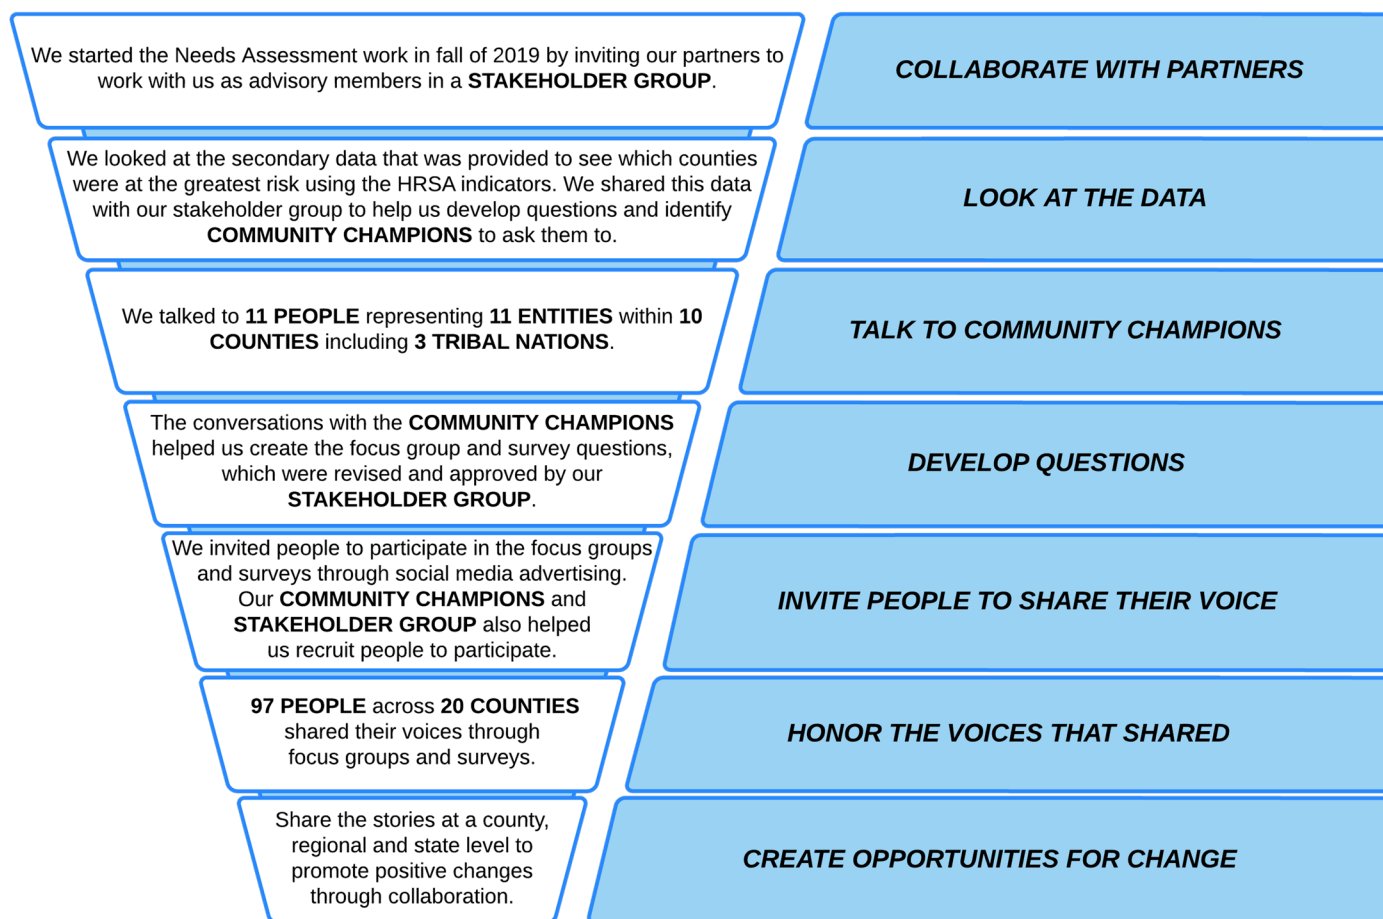 We started the Needs Assessment work in fall of 2019 by inviting our partners to
work with us as advisory members in a STAKEHOLDER GROUP.
COLLABORATE WITH PARTNERS
We looked at the secondary data that was provided to see which counties
were at the greatest risk using the HRSA indicators. We shared this data
with our stakeholder group to help us develop questions and identify
COMMUNITY CHAMPIONS to ask them to.
LOOK AT THE DATA
We talked to 11 PEOPLE representing 11 ENTITIES within 10
COUNTIES including 3 TRIBAL NATIONS.
TALK TO COMMUNITY CHAMPIONS
The conversations with the COMMUNITY CHAMPIONS
helped us create the focus group and survey questions,
which were revised and approved by our
STAKEHOLDER GROUP.
DEVELOP QUESTIONS
We invited people to participate in the focus groups
and surveys through social media advertising.
Our COMMUNITY CHAMPIONS and
STAKEHOLDER GROUP also helped
us recruit people to participate.
INVITE PEOPLE TO SHARE THEIR VOICE
97 PEOPLE across 20 COUNTIES
shared their voices through
focus groups and surveys.
HONOR THE VOICES THAT SHARED
Share the stories at a county,
regional and state level to
promote positive changes
through collaboration.
CREATE OPPORTUNITIES FOR CHANGE